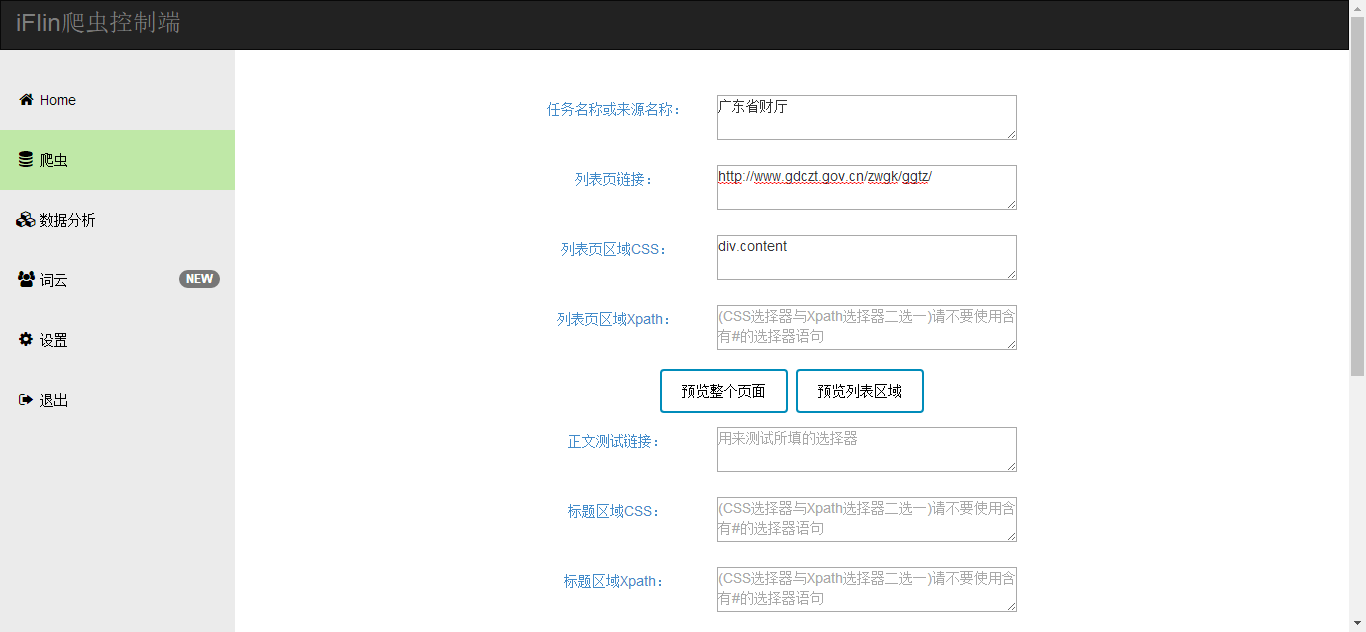 iFlin爬虫控制端
Home
爬虫
数据分析
词云 NEW
设置
退出
任务名称或来源名称： 广东省财厅
列表页链接： http://www.gdczt.gov.cn/zwgk/ggtz/
列表页区域CSS： div.content
列表页区域Xpath： (CSS选择器与Xpath选择器二选一)请不要使用含
有#的选择器语句
预览整个页面 预览列表区域
正文测试链接： 用来测试所填的选择器
标题区域CSS： (CSS选择器与Xpath选择器二选一)请不要使用含
有#的选择器语句
标题区域Xpath： (CSS选择器与Xpath选择器二选一)请不要使用含
有#的选择器语句